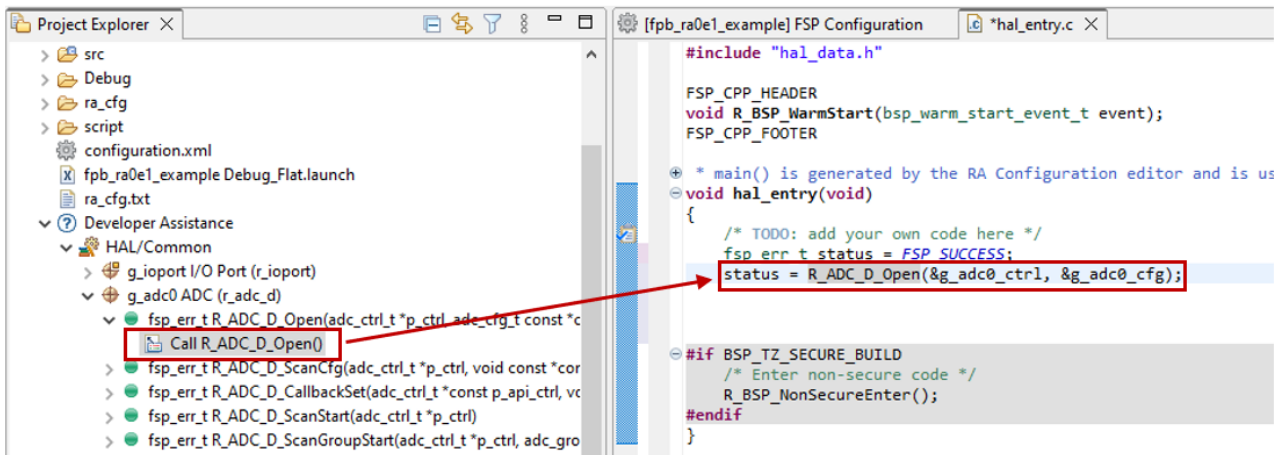 Project Explorer
src
Debug
ra_cfg
script
configuration.xml
fpb_ra0e1_example Debug_Flat.launch
ra_cfg.txt
Developer Assistance
HAL/Common
g_ioport I/O Port (r_ioport)
g_adc0 ADC (r_adc_d)
fsp_err_t R_ADC_D_Open(adc_ctrl_t *p_ctrl, adc_cfg_t const *c
Call R_ADC_D_Open()
fsp_err_t R_ADC_D_ScanCfg(adc_ctrl_t *p_ctrl, void const *cor
fsp_err_t R_ADC_D_CallbackSet(adc_ctrl_t *const p_api_ctrl, vc
fsp_err_t R_ADC_D_ScanStart(adc_ctrl_t *p_ctrl)
fsp_err_t R_ADC_D_ScanGroupStart(adc_ctrl_t *p_ctrl, adc_gro
[fpb_ra0e1_example] FSP Configuration
*hal_entry.c
#include "hal_data.h"
FSP_CPP_HEADER
void R_BSP_WarmStart(bsp_warm_start_event_t event);
FSP_CPP_FOOTER
* main() is generated by the RA Configuration editor and is us
void hal_entry(void)
{
/* TODO: add your own code here */
fsp_err_t status = FSP_SUCCESS;
status = R_ADC_D_Open(&g_adc0_ctrl, &g_adc0_cfg);
#if BSP_TZ_SECURE_BUILD
/* Enter non-secure code */
R_BSP_NonSecureEnter();
#endif
}